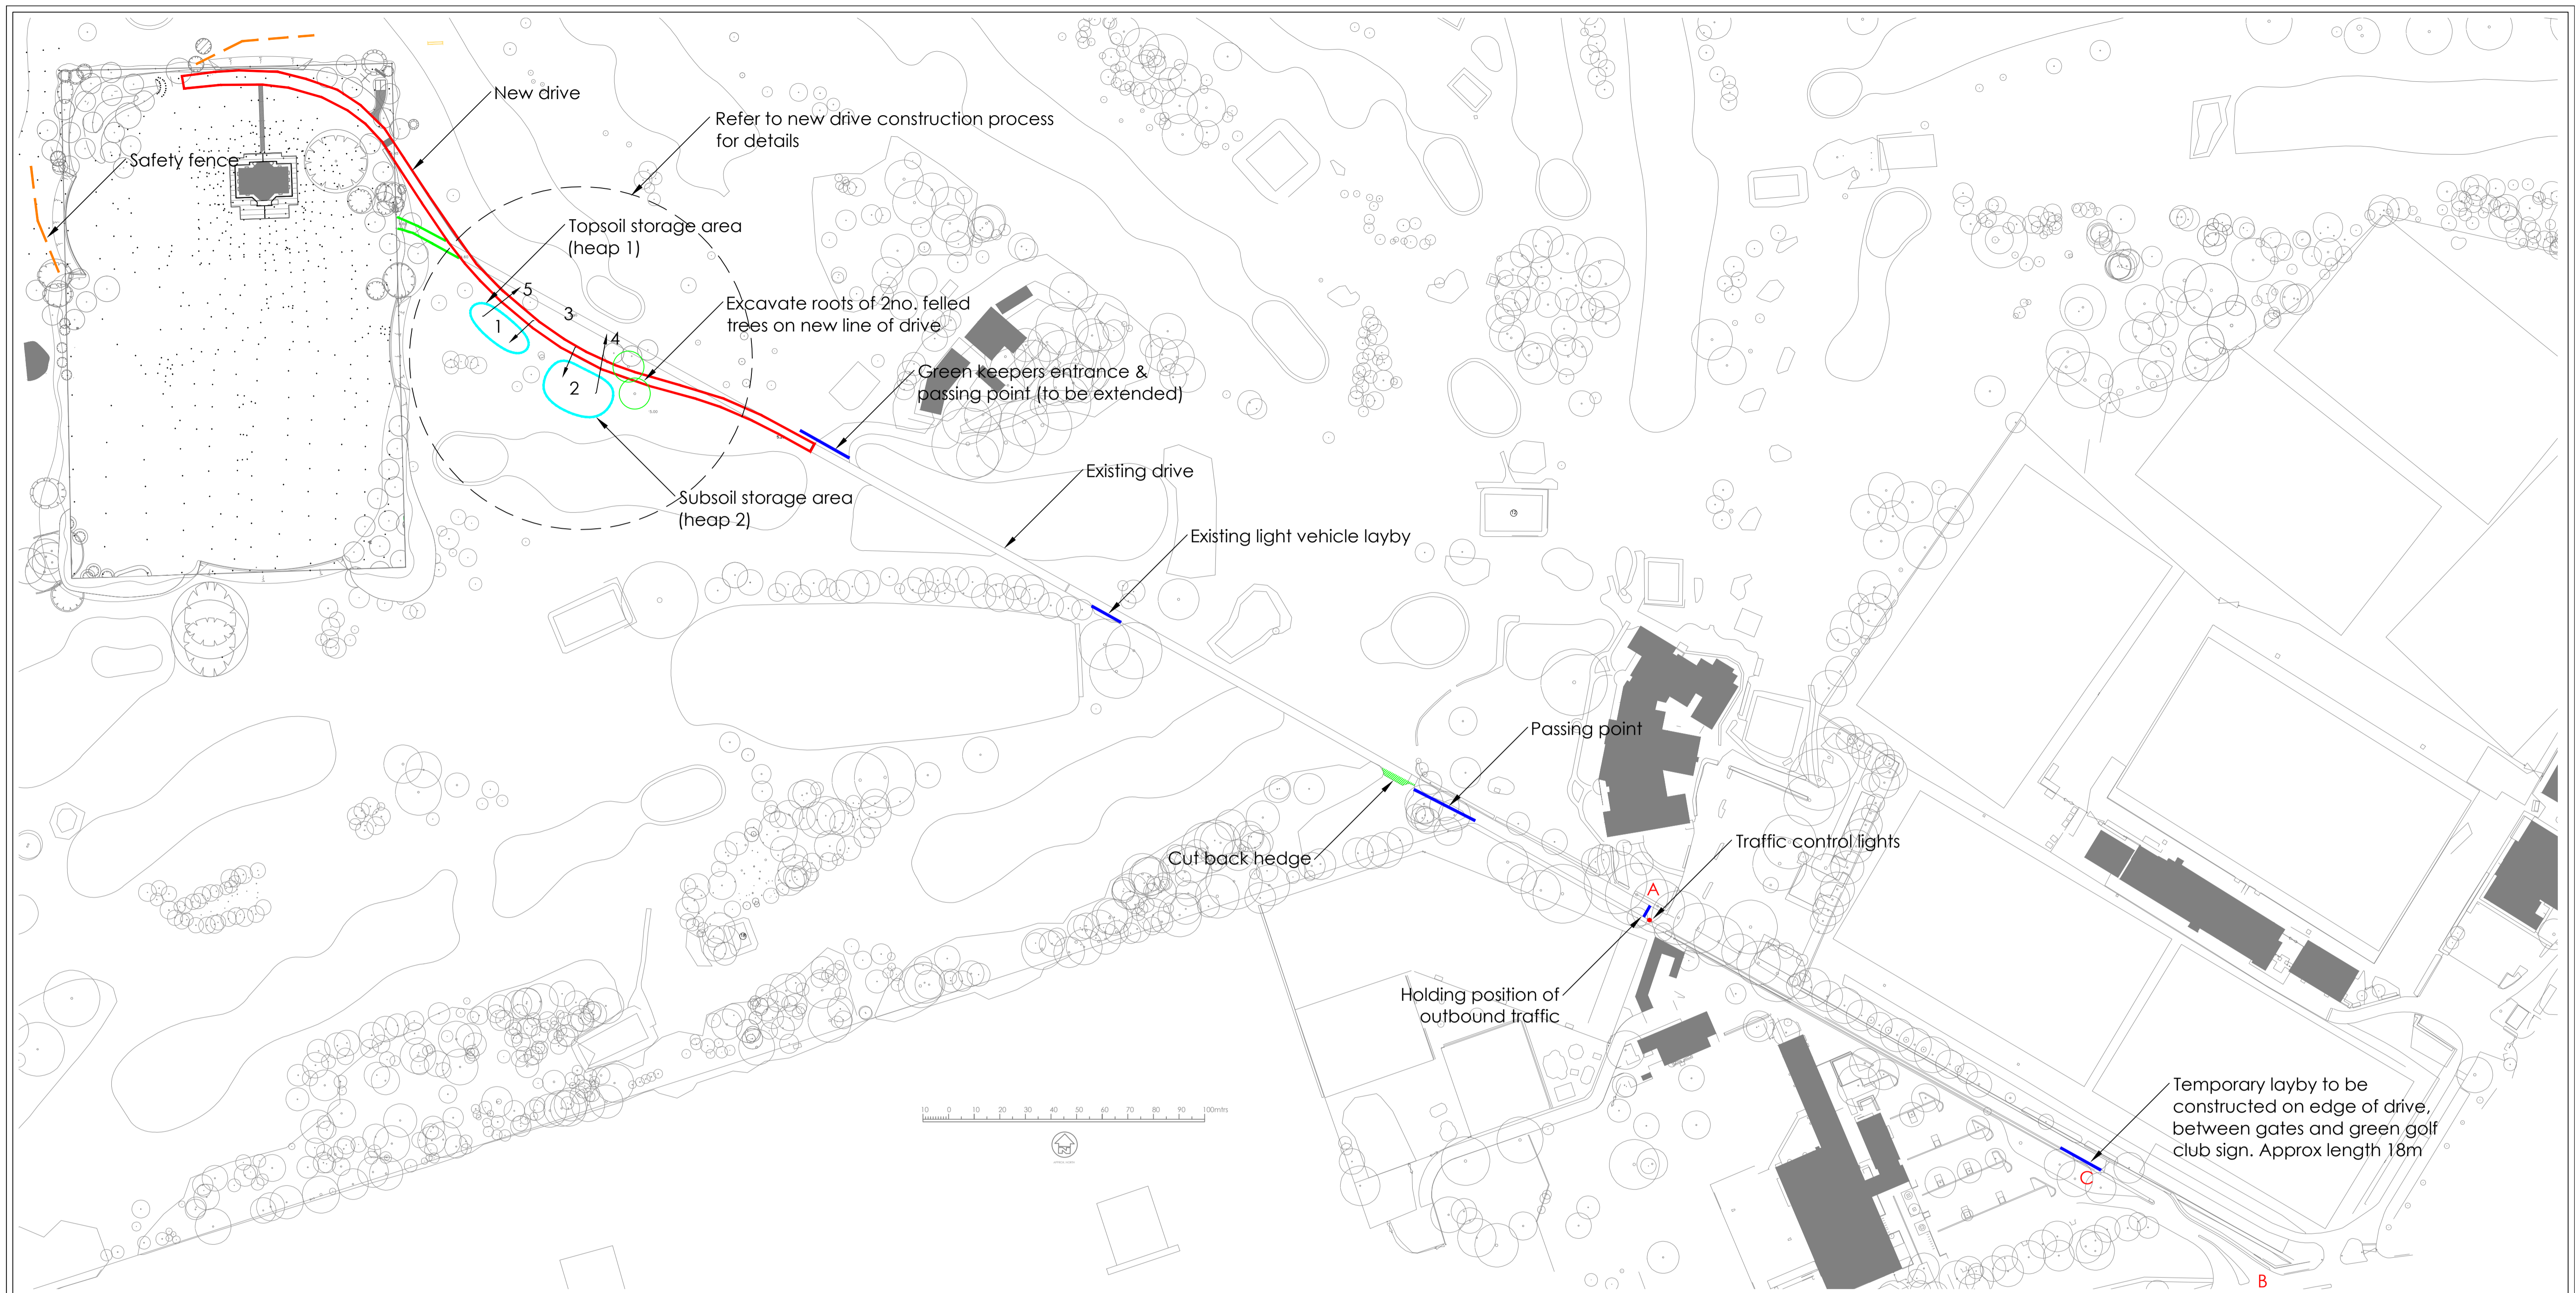 New drive
Refer to new drive construction process
for details
Safety fence
Topsoil storage area
(heap 1)
5
3
1
4
Excavate roots of 2no. felled
trees on new line of drive
2
Green keepers entrance &
passing point (to be extended)
Existing drive
Subsoil storage area
(heap 2)
Existing light vehicle layby
Passing point
Traffic control lights
Cut back hedge
A
Holding position of
outbound traffic
Temporary layby to be
constructed on edge of drive,
between gates and green golf
club sign. Approx length 18m
C
10 0 10 20 30 40 50 60 70 80 90 100mtrs
N
B